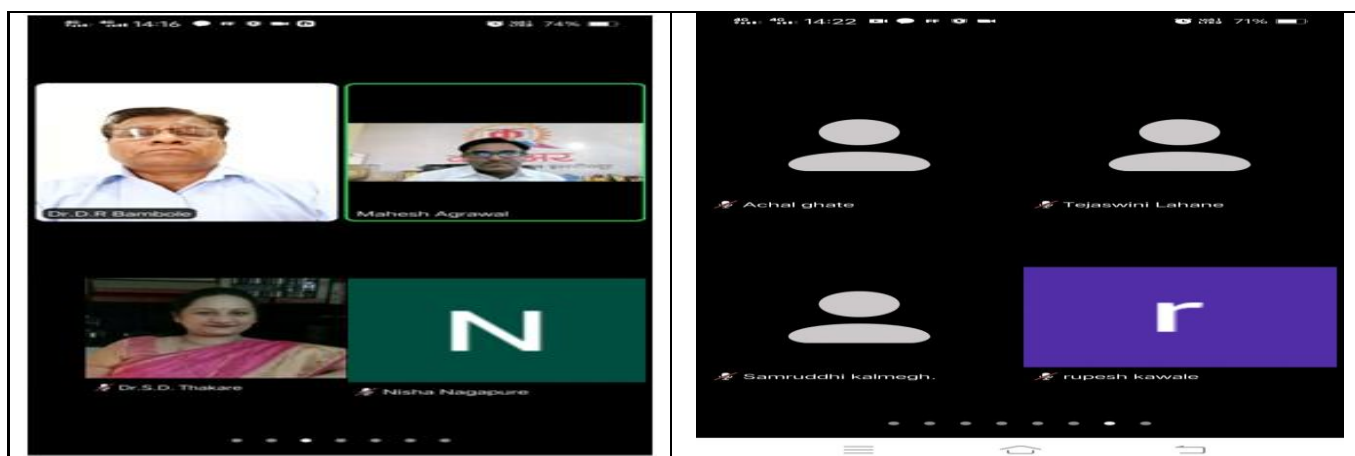 14:16
74%
Dr.D.R Bambole
Mahesh Agrawal
Dr.S.D. Thakare
N
Nisha Nagapure
14:22
71%
Achal ghate
Tejaswini Lahane
Samruddhi kalmegh.
r
rupesh kawale